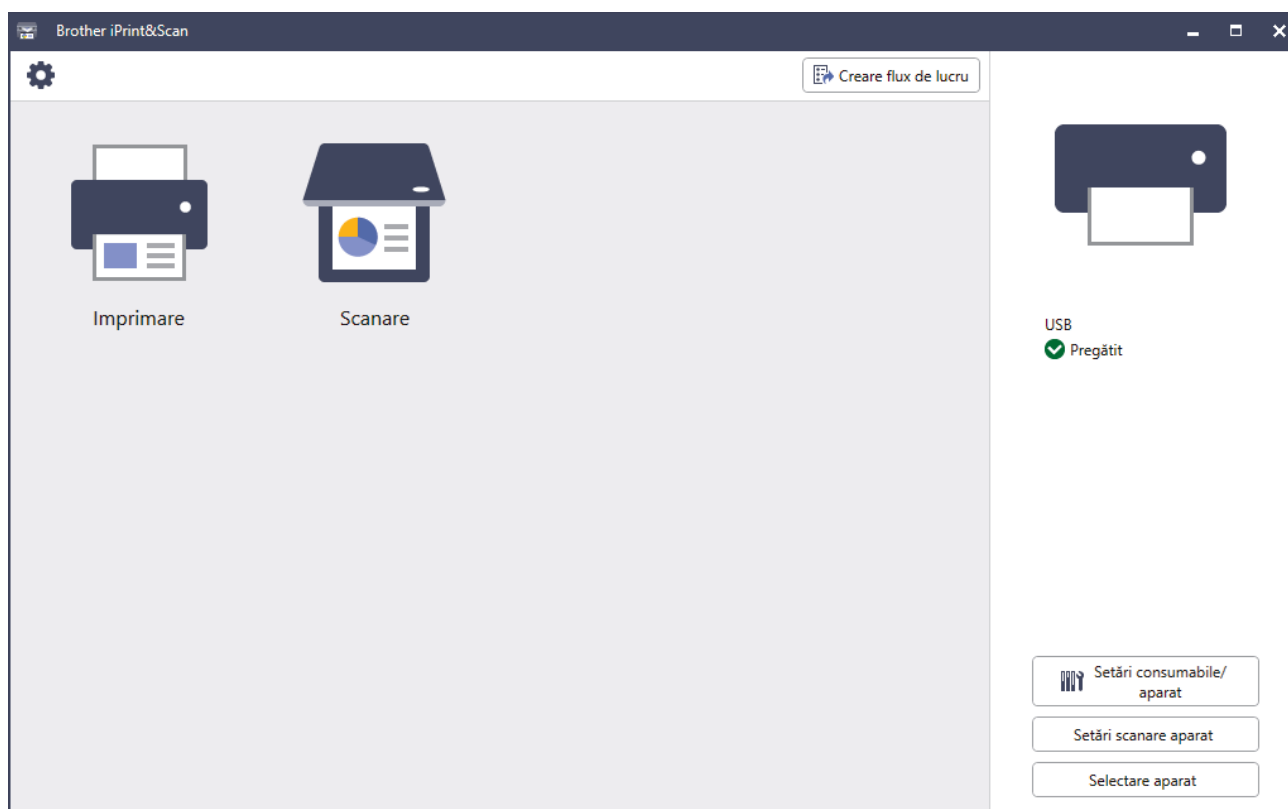 Brother iPrint&Scan
Creare flux de lucru
Imprimare
Scanare
USB
Pregătit
Setări consumabile/
aparat
Setări scanare aparat
Selectare aparat